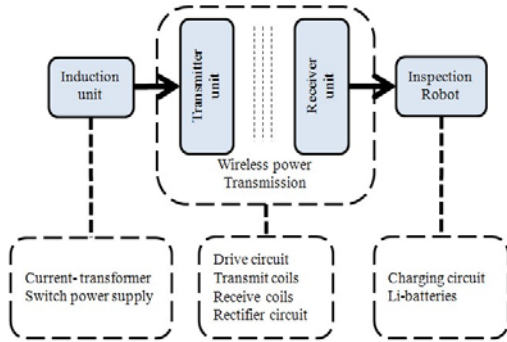 Induction
unit
Transmitter
unit
Receiver
unit
Inspection
Robot
Wireless power
Transmission
Current- transformer
Switch power supply
Drive circuit
Transmit coils
Receive coils
Rectifier circuit
Charging circuit
Li-batteries